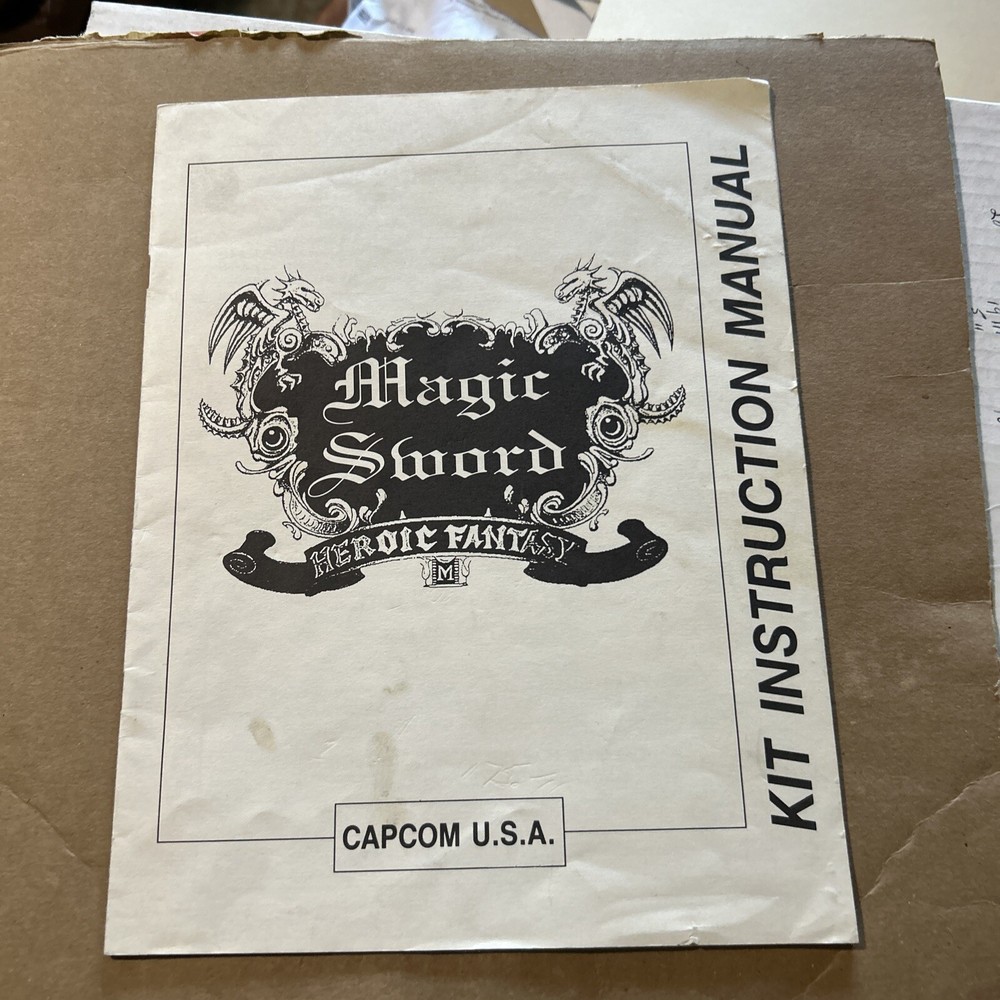 Magic
Sword
HEROIC FANTASY
M
CAPCOM U.S.A.
KIT INSTRUCTION MANUAL